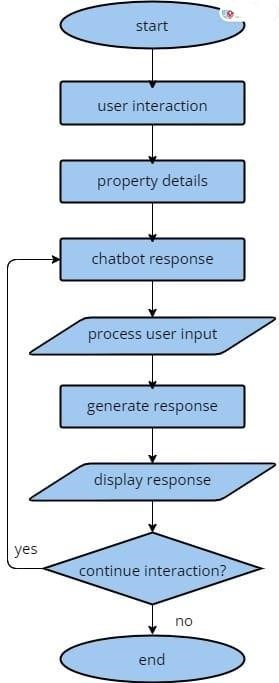 start
user interaction
property details
chatbot response
process user input
generate response
display response
continue interaction?
yes
no
end